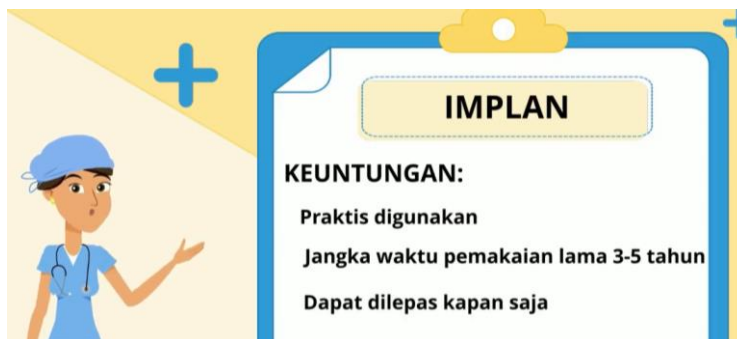 IMPLAN
KEUNTUNGAN:
Praktis digunakan
Jangka waktu pemakaian lama 3-5 tahun
Dapat dilepas kapan saja